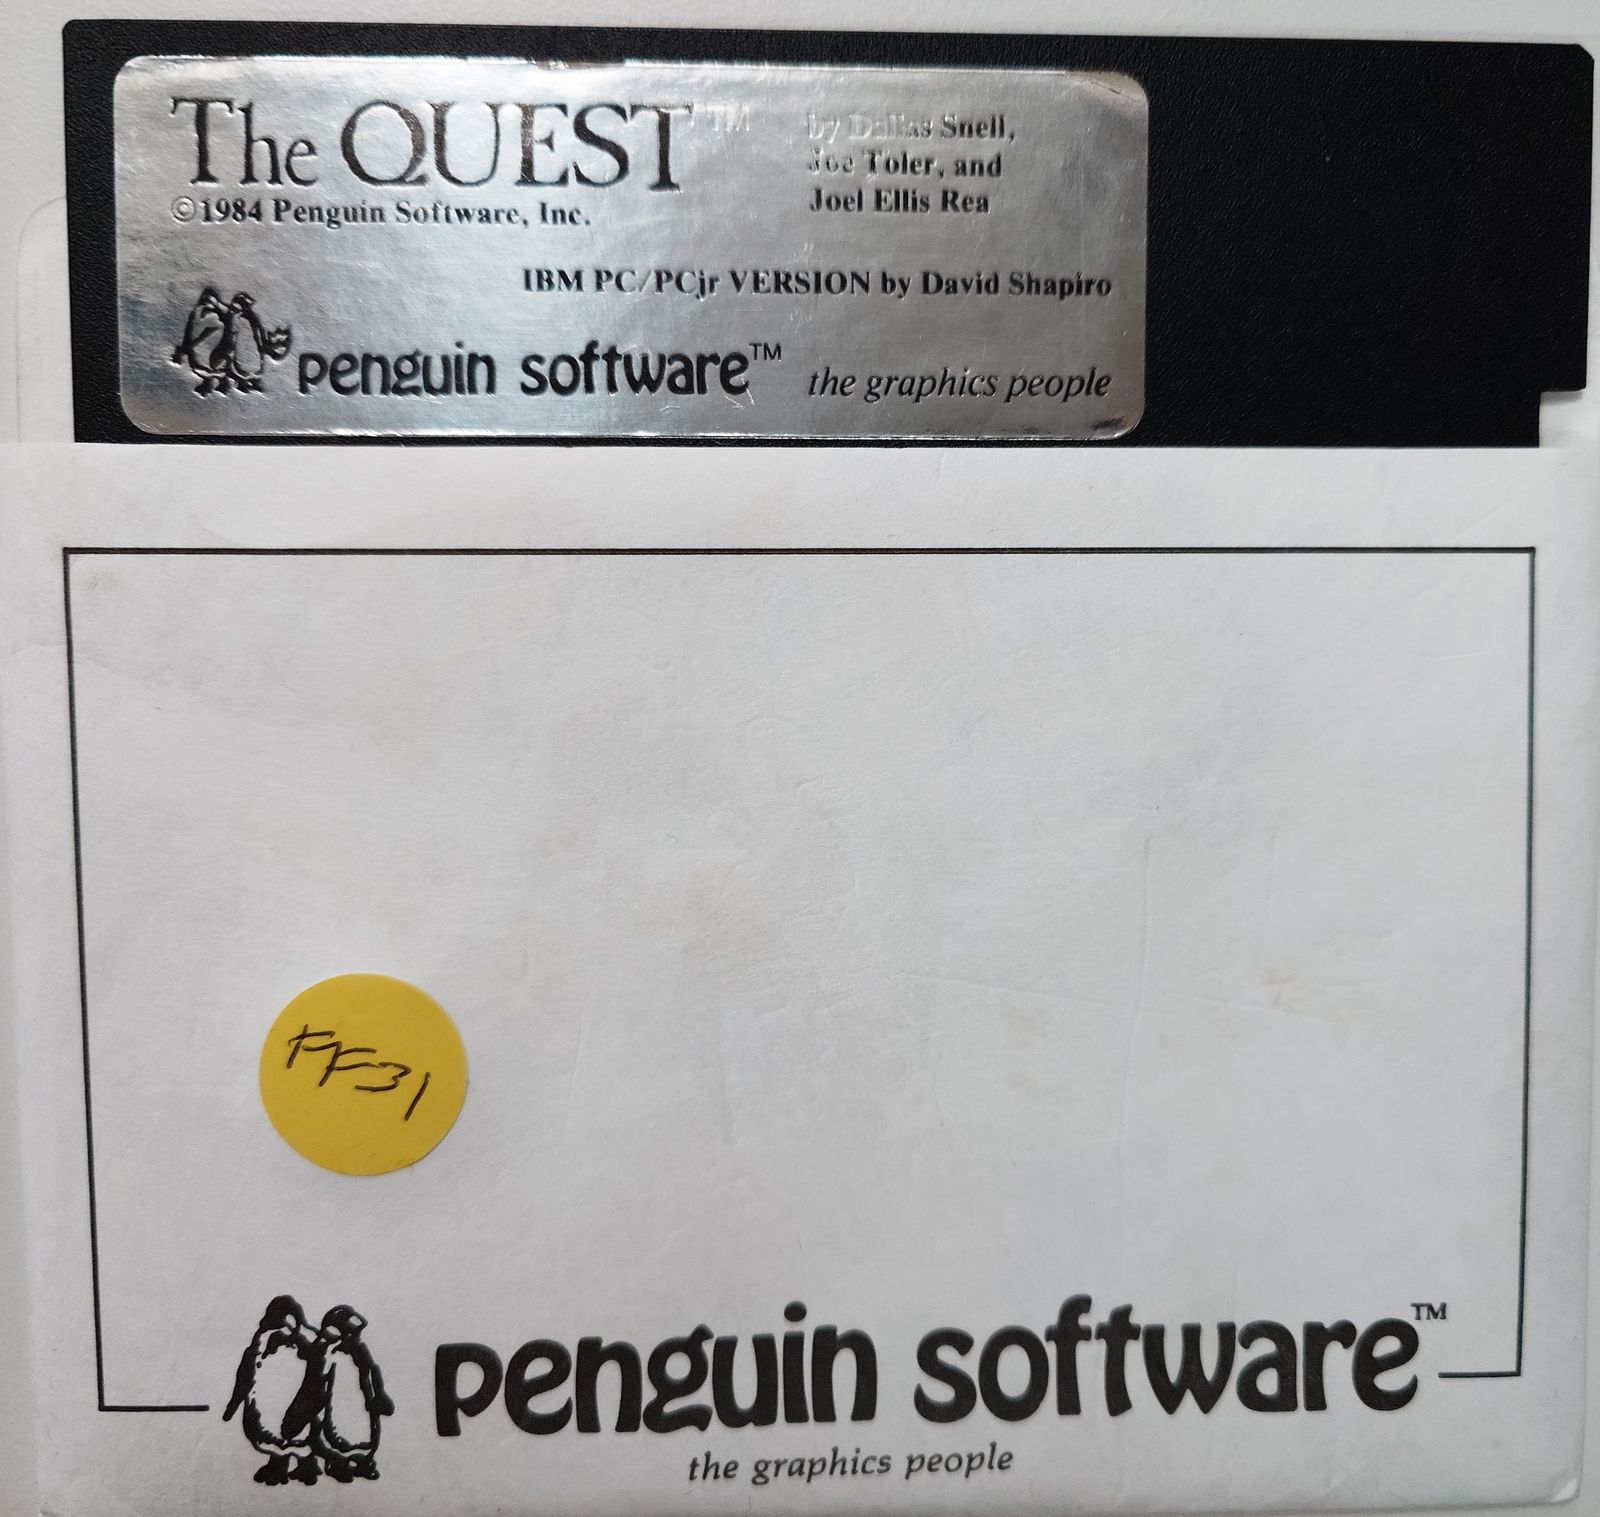 The QUEST™
by Dallas Snell,
Joe Toler, and
Joel Ellis Rea
©1984 Penguin Software, Inc.
IBM PC/PCjr VERSION by David Shapiro
penguin software™ the graphics people
FF31
penguin software™
the graphics people